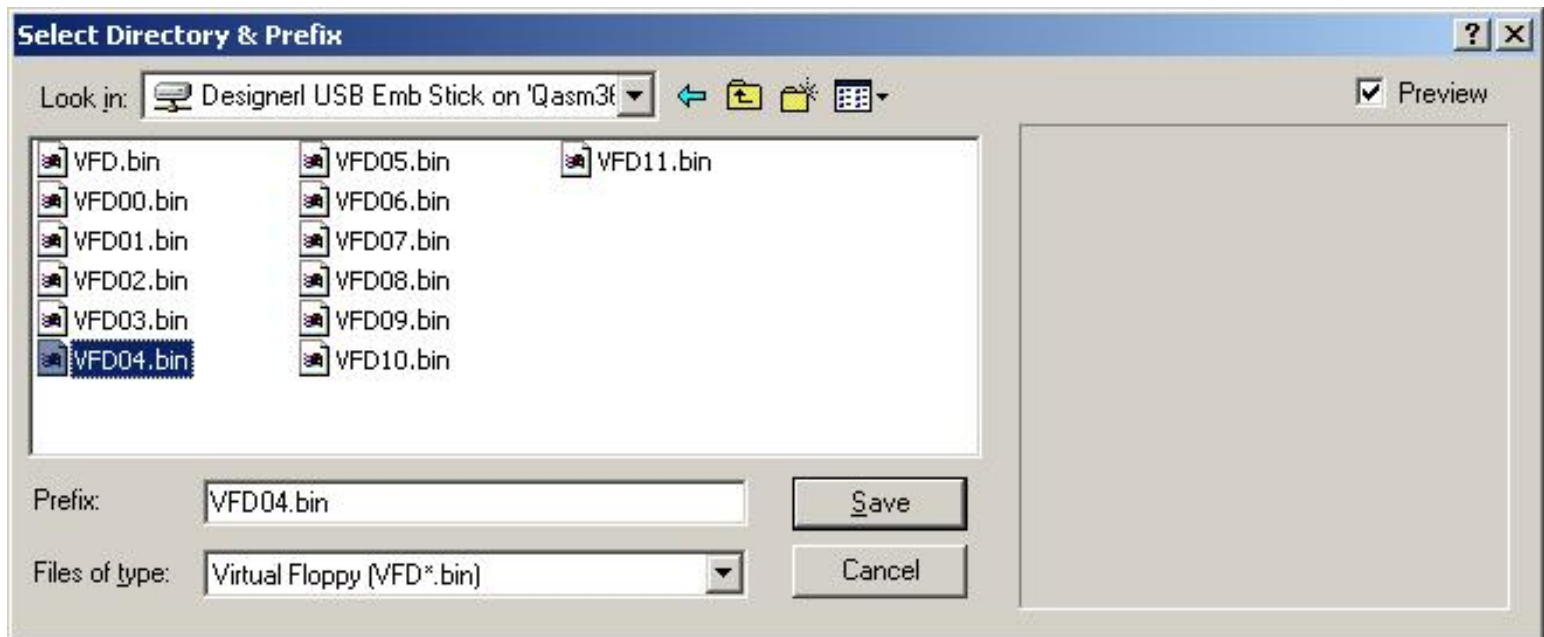 Select Directory & Prefix
Look in: Designerl USB Emb Stick on 'Qasm36
Preview
VFD.bin
VFD00.bin
VFD01.bin
VFD02.bin
VFD03.bin
VFD04.bin
VFD05.bin
VFD06.bin
VFD07.bin
VFD08.bin
VFD09.bin
VFD10.bin
VFD11.bin
Prefix: VFD04.bin
Save
Files of type: Virtual Floppy (VFD*.bin)
Cancel